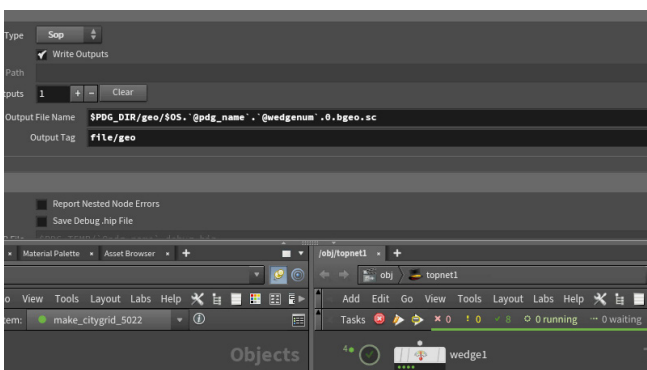 Type Sop
Write Outputs
Path
tputs 1 + - Clear
Output File Name $PDG_DIR/geo/$OS.`@pdg_name`.`@wedgenum`.0.bgeo.sc
Output Tag file/geo
Report Nested Node Errors
Save Debug .hip File
× Material Palette × Asset Browser × +
/obj/topnet1 × +
obj topnet1
o View Tools Layout Labs Help
Add Edit Go View Tools Layout Labs Help
tem: make_citygrid_5022
Tasks × 0 ! 0 ✓ 8 0 running 0 waiting
Objects
4 wedge1